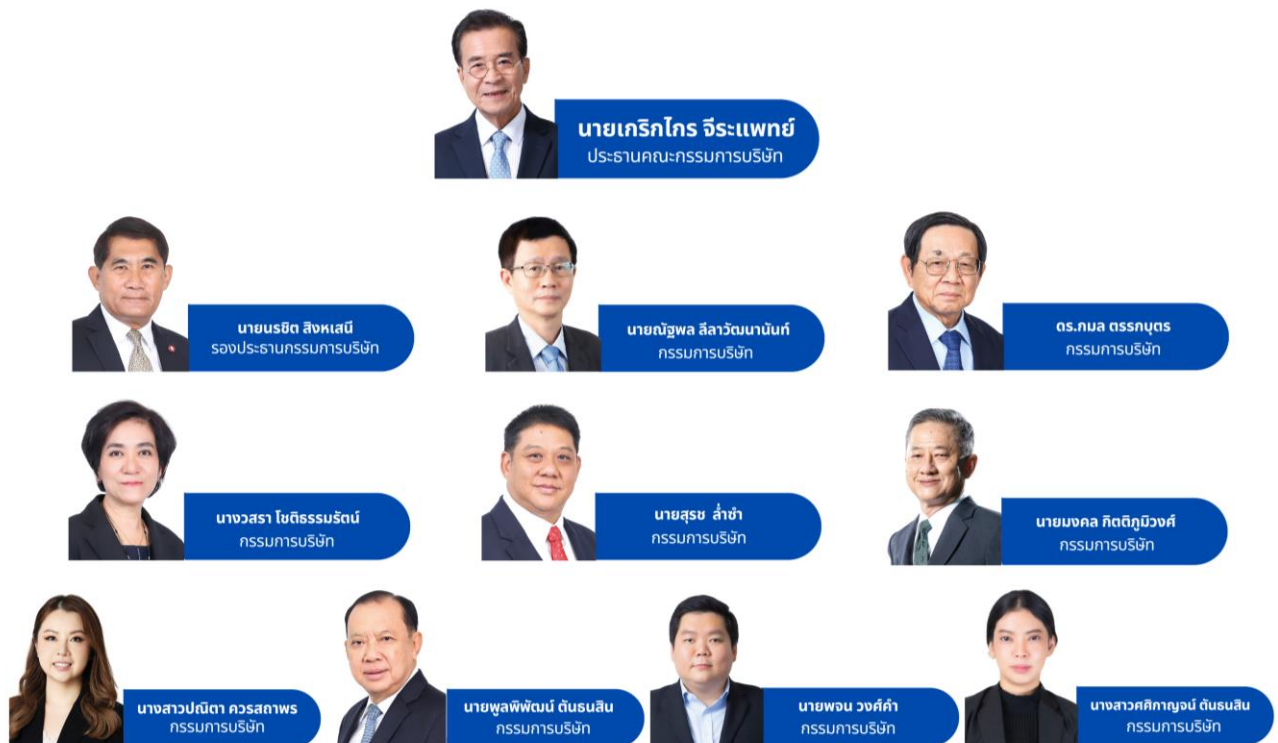 นายเกริกไกร จีระแพทย์
ประธานคณะกรรมการบริษัท
นายนรชิต สิงหเสนี
รองประธานกรรมการบริษัท
นายณัฐพล ลีลาวัฒนานันท์
กรรมการบริษัท
ดร.กมล ตรรกบุตร
กรรมการบริษัท
นางวสรา โชติธรรมรัตน์
กรรมการบริษัท
นายสุรช ล่ำซำ
กรรมการบริษัท
นายมงคล กิตติภูมิวงศ์
กรรมการบริษัท
นางสาวปณิตา ควรสถาพร
กรรมการบริษัท
นายพูลพิพัฒน์ ตันธนสิน
กรรมการบริษัท
นายพจน วงศ์คำ
กรรมการบริษัท
นางสาวศศิกาญจน์ ตันธนสิน
กรรมการบริษัท